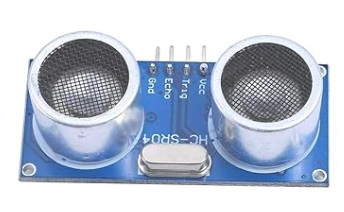 Gnd
Echo
Trig
Vcc
HC-SR04